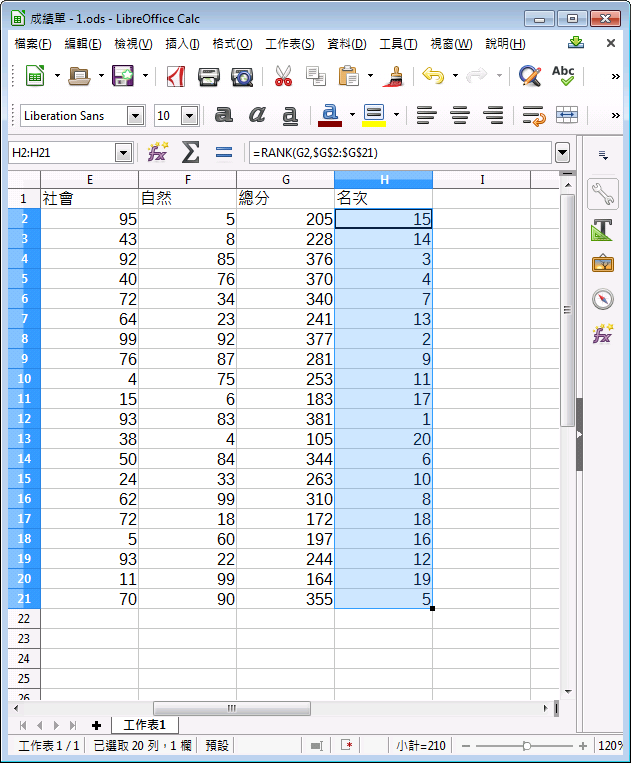 成績單 - 1.ods - LibreOffice Calc
檔案(F) 編輯(E) 檢視(V) 插入(I) 格式(O) 工作表(S) 資料(D) 工具(T) 視窗(W) 說明(H)
Abc
Liberation Sans 10 a a a a
H2:H21 fx Σ = =RANK(G2,$G$2:$G$21)
E F G H I
1 社會 自然 總分 名次
2 95 5 205 15
3 43 8 228 14
4 92 85 376 3
5 40 76 370 4
6 72 34 340 7
7 64 23 241 13
8 99 92 377 2
9 76 87 281 9
10 4 75 253 11
11 15 6 183 17
12 93 83 381 1
13 38 4 105 20
14 50 84 344 6
15 24 33 263 10
16 62 99 310 8
17 72 18 172 18
18 5 60 197 16
19 93 22 244 12
20 11 99 164 19
21 70 90 355 5
22
23
24
25
26
工作表1
工作表 1 / 1 已選取 20 列，1 欄 預設 小計=210 120%